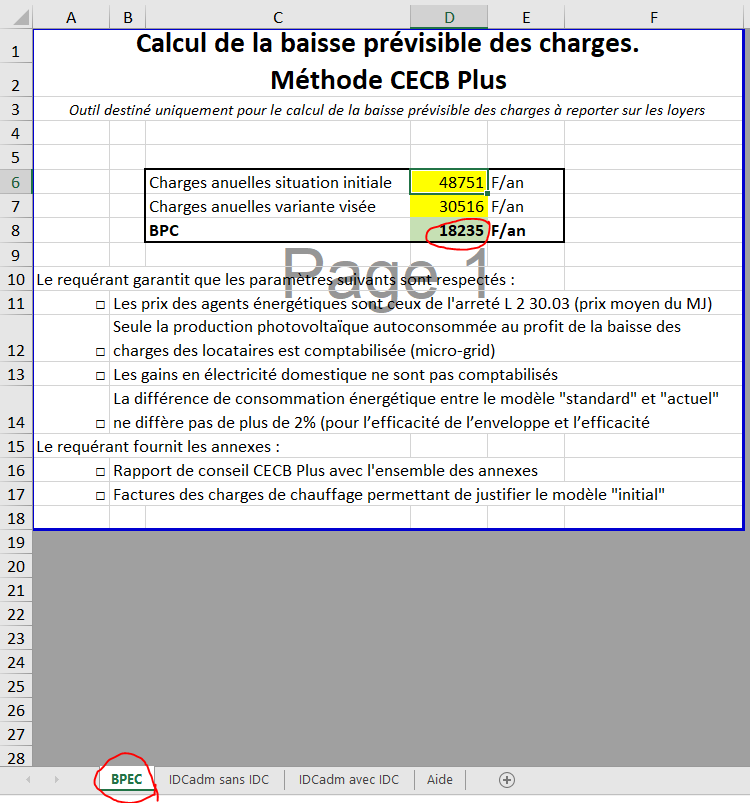 A B C D E F
1 Calcul de la baisse prévisible des charges.
2 Méthode CECB Plus
3 Outil destiné uniquement pour le calcul de la baisse prévisible des charges à reporter sur les loyers
4
5
6 Charges anuelles situation initiale 48751 F/an
7 Charges anuelles variante visée 30516 F/an
8 BPC 18235 F/an
9
Page 1
10 Le requérant garantit que les paramètres suivants sont respectés :
11 □ Les prix des agents énergétiques sont ceux de l'arreté L 2 30.03 (prix moyen du MJ)
Seule la production photovoltaïque autoconsommée au profit de la baisse des
12 □ charges des locataires est comptabilisée (micro-grid)
13 □ Les gains en électricité domestique ne sont pas comptabilisés
La différence de consommation énergétique entre le modèle "standard" et "actuel"
14 □ ne diffère pas de plus de 2% (pour l’efficacité de l’enveloppe et l’efficacité
15 Le requérant fournit les annexes :
16 □ Rapport de conseil CECB Plus avec l'ensemble des annexes
17 □ Factures des charges de chauffage permettant de justifier le modèle "initial"
18
19
20
21
22
23
24
25
26
27
28
BPEC IDCadm sans IDC IDCadm avec IDC Aide